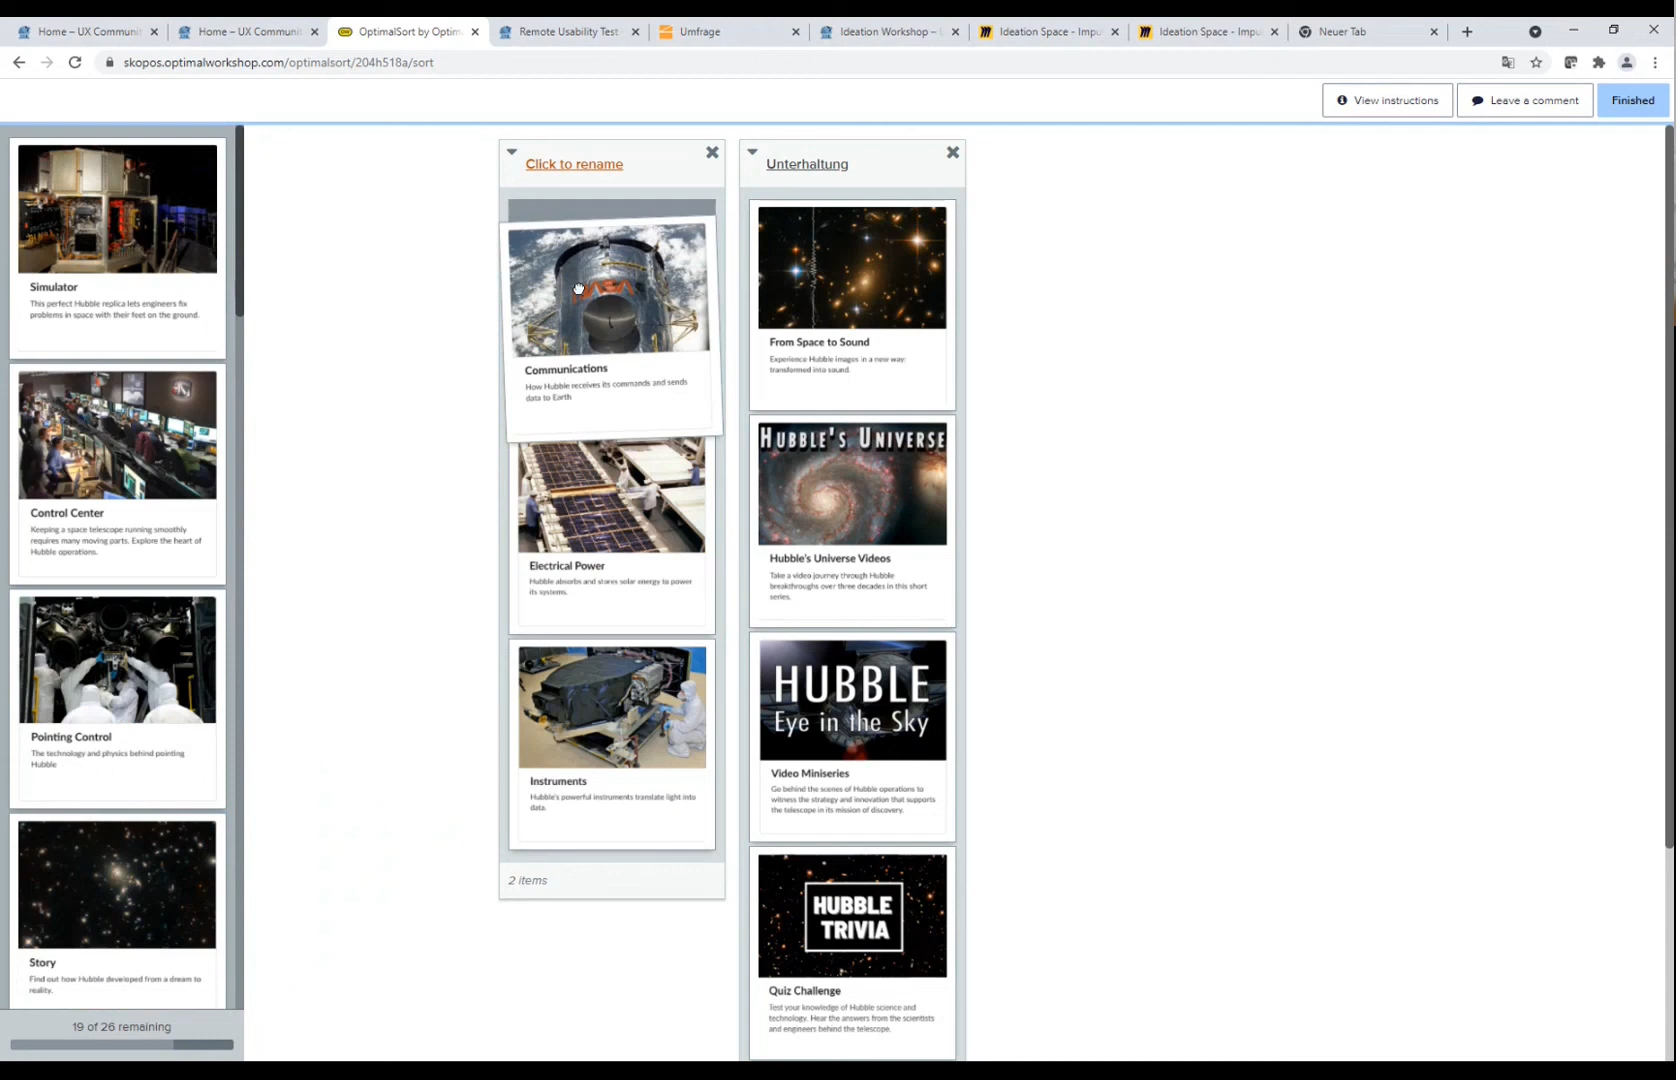 Home – UX Communit
Home – UX Communit
OptimalSort by Optim
Remote Usability Test
Umfrage
Ideation Workshop –
Ideation Space - Impu
Ideation Space - Impu
Neuer Tab
skopos.optimalworkshop.com/optimalsort/204h518a/sort
View instructions
Leave a comment
Finished
Simulator
This perfect Hubble replica lets engineers fix
problems in space with their feet on the ground.
Control Center
Keeping a space telescope running smoothly
requires many moving parts. Explore the heart of
Hubble operations.
Pointing Control
The technology and physics behind pointing
Hubble
Story
Find out how Hubble developed from a dream to
reality.
19 of 26 remaining
Click to rename
NASA
Communications
How Hubble receives its commands and sends
data to Earth
Electrical Power
Hubble absorbs and stores solar energy to power
its systems.
Instruments
Hubble's powerful instruments translate light into
data.
2 items
Unterhaltung
From Space to Sound
Experience Hubble images in a new way:
transformed into sound.
HUBBLE'S UNIVERSE
Hubble's Universe Videos
Take a video journey through Hubble
breakthroughs over three decades in this short
series.
HUBBLE
Eye in the Sky
Video Miniseries
Go behind the scenes of Hubble operations to
witness the strategy and innovation that supports
the telescope in its mission of discovery.
HUBBLE
TRIVIA
Quiz Challenge
Test your knowledge of Hubble science and
technology. Hear the answers from the scientists
and engineers behind the telescope.